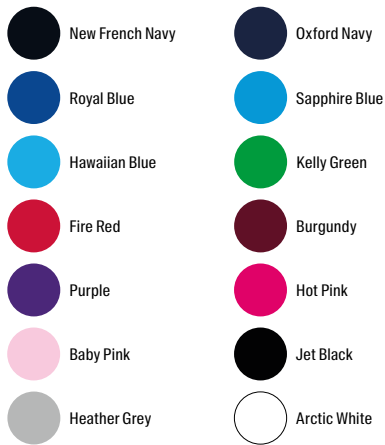 New French Navy
Oxford Navy
Royal Blue
Sapphire Blue
Hawaiian Blue
Kelly Green
Fire Red
Burgundy
Purple
Hot Pink
Baby Pink
Jet Black
Heather Grey
Arctic White